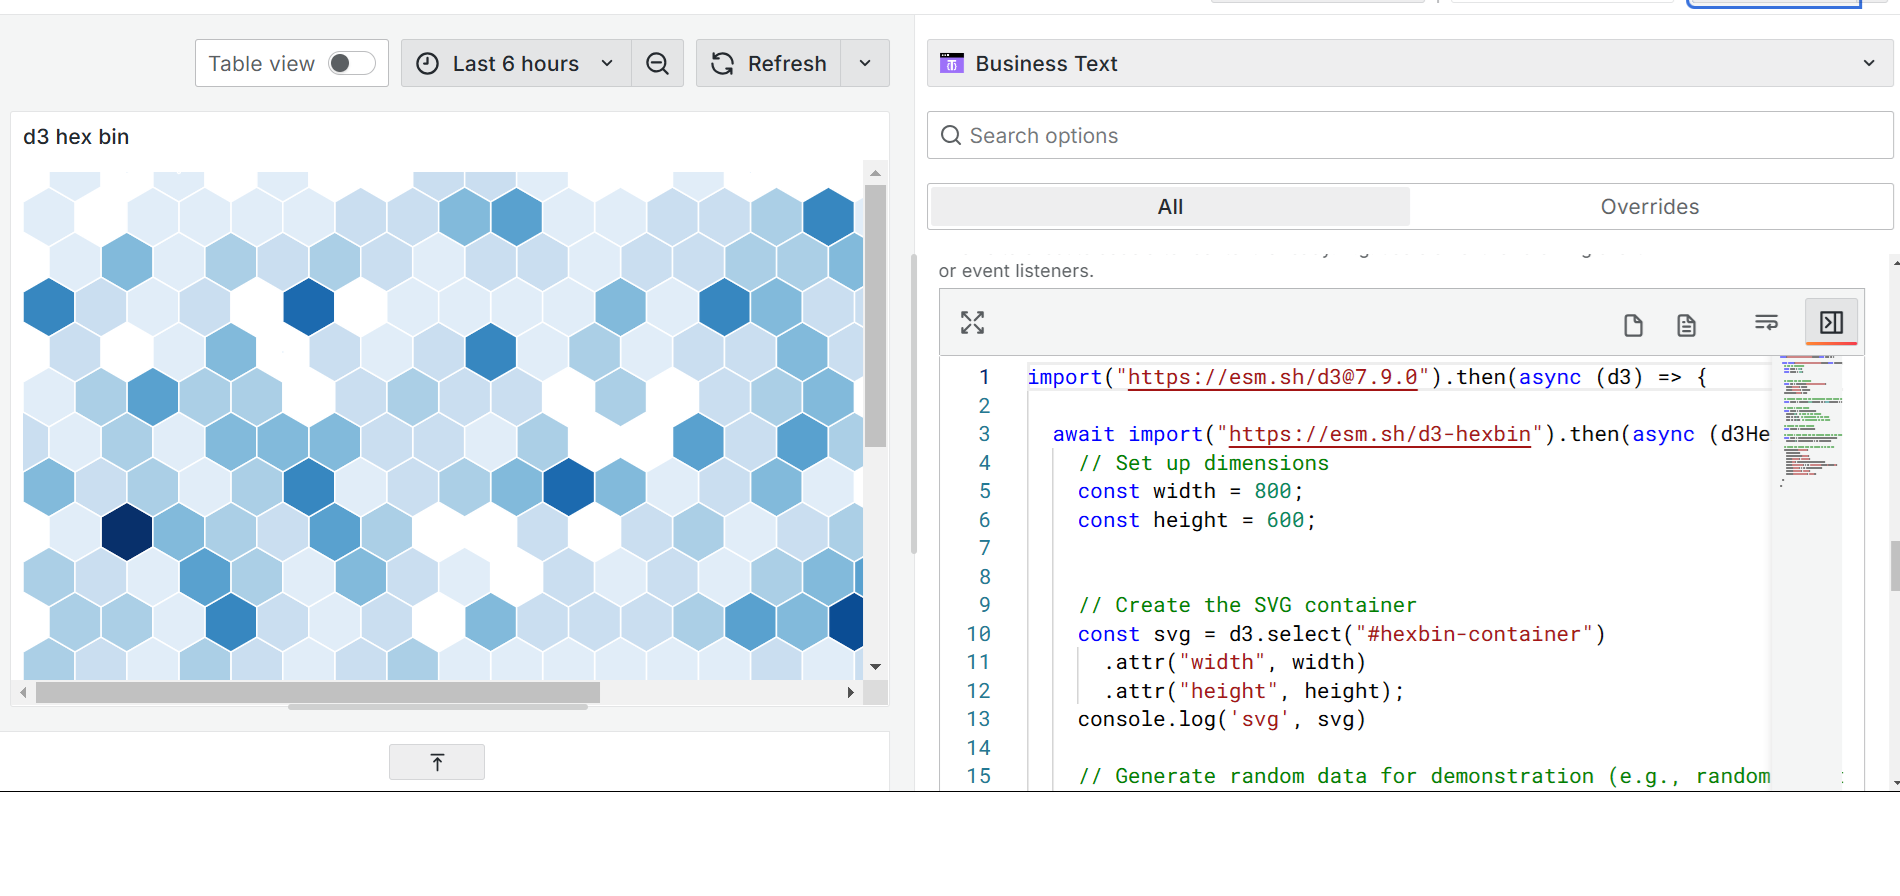 Table view
Last 6 hours
Refresh
Business Text
d3 hex bin
Search options
All
Overrides
or event listeners.
1 import("https://esm.sh/d3@7.9.0").then(async (d3) => {
2
3 await import("https://esm.sh/d3-hexbin").then(async (d3He
4 // Set up dimensions
5 const width = 800;
6 const height = 600;
7
8
9 // Create the SVG container
10 const svg = d3.select("#hexbin-container")
11 .attr("width", width)
12 .attr("height", height);
13 console.log('svg', svg)
14
15 // Generate random data for demonstration (e.g., random